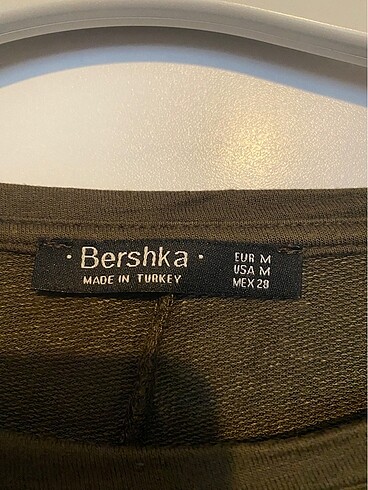 · Bershka ·
MADE IN TURKEY
EUR M
USA M
MEX 28